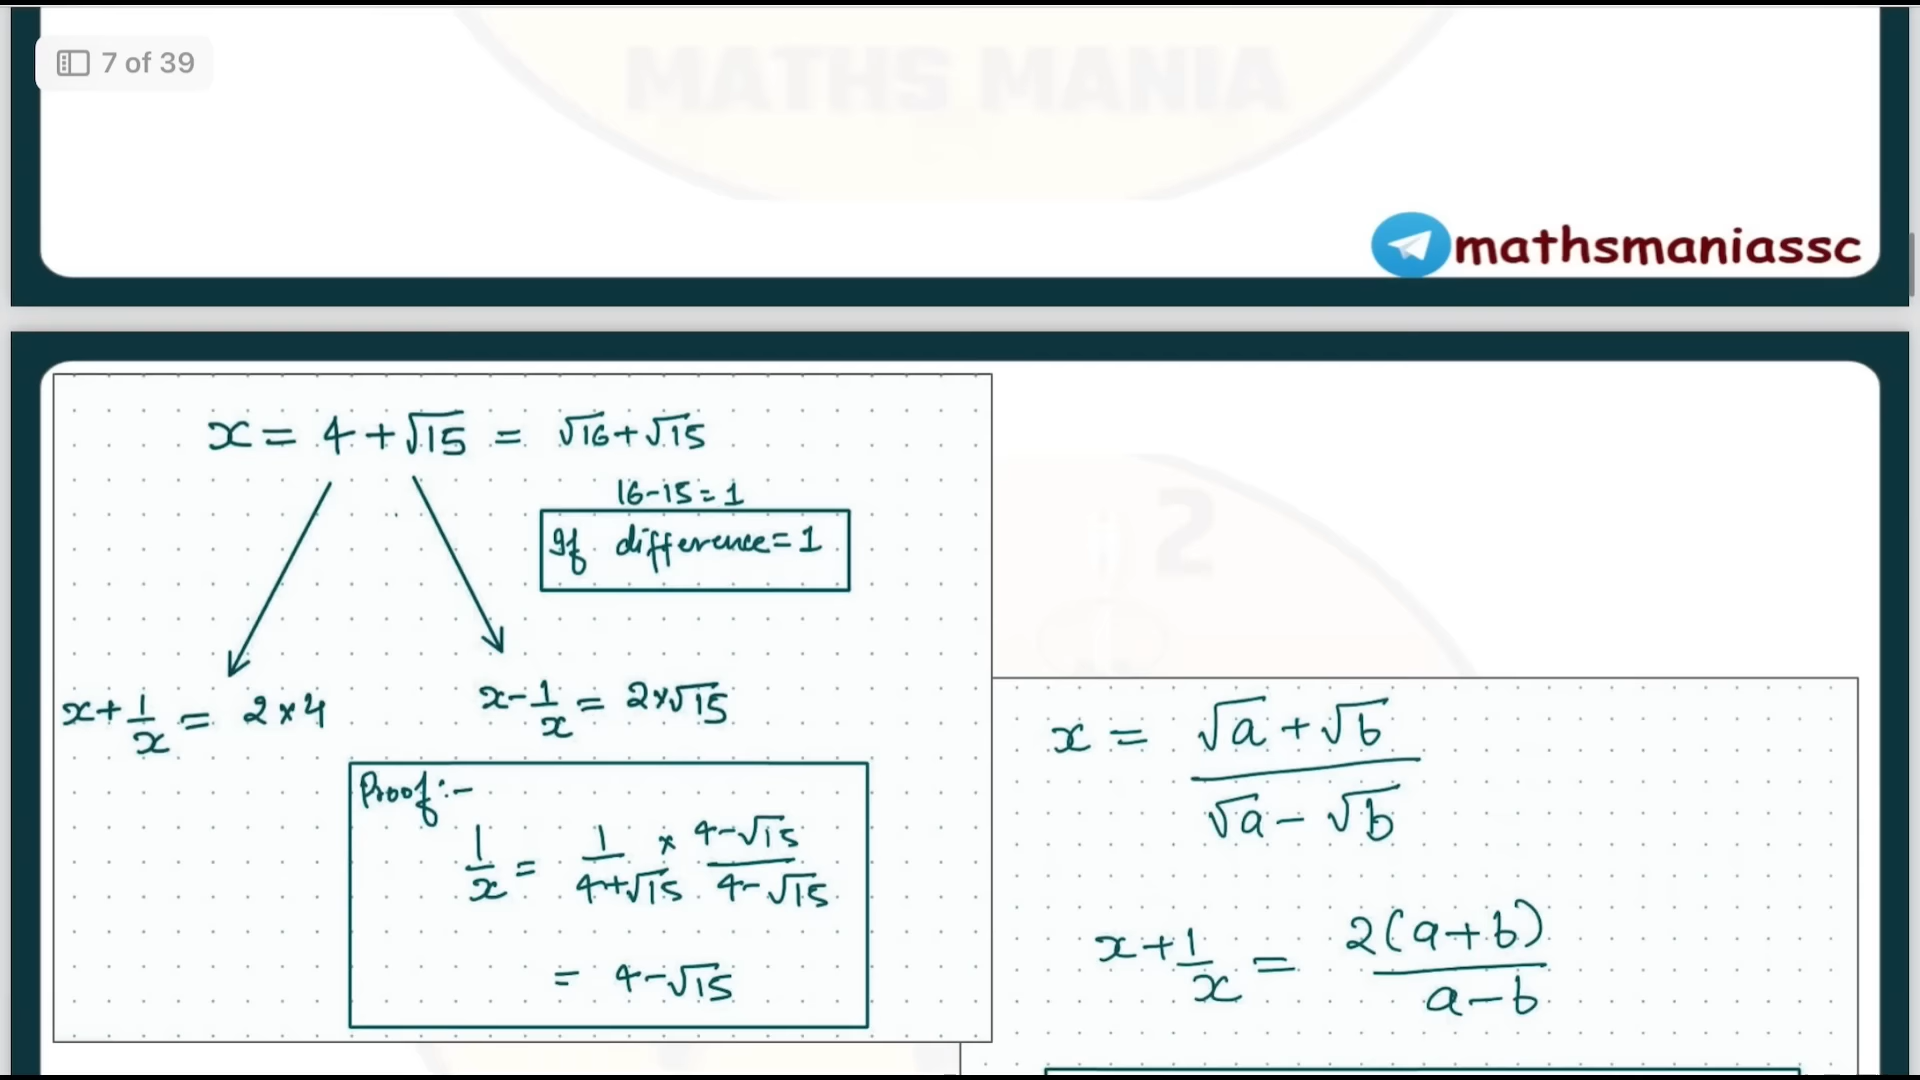 7 of 39
MATHS MANIA
mathsmaniassc
x = 4 + √15 = √16 + √15
16 - 15 = 1
If difference = 1
x + 1/x = 2 × 4
x - 1/x = 2 × √15
Proof :-
1/x = 1/(4+√15) × (4-√15)/(4-√15)
= 4 - √15
2
x = (√a + √b)/(√a - √b)
x + 1/x = 2(a+b)/(a-b)